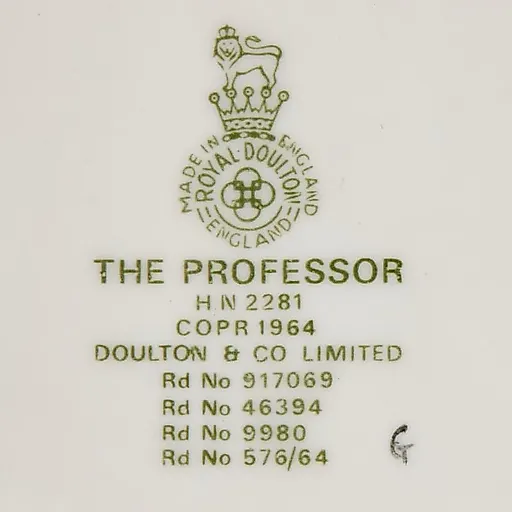 MADE IN ENGLAND
ROYAL DOULTON
ENGLAND
THE PROFESSOR
HN 2281
COPR 1964
DOULTON & CO LIMITED
Rd No 917069
Rd No 46394
Rd No 9980
Rd No 576/64
G